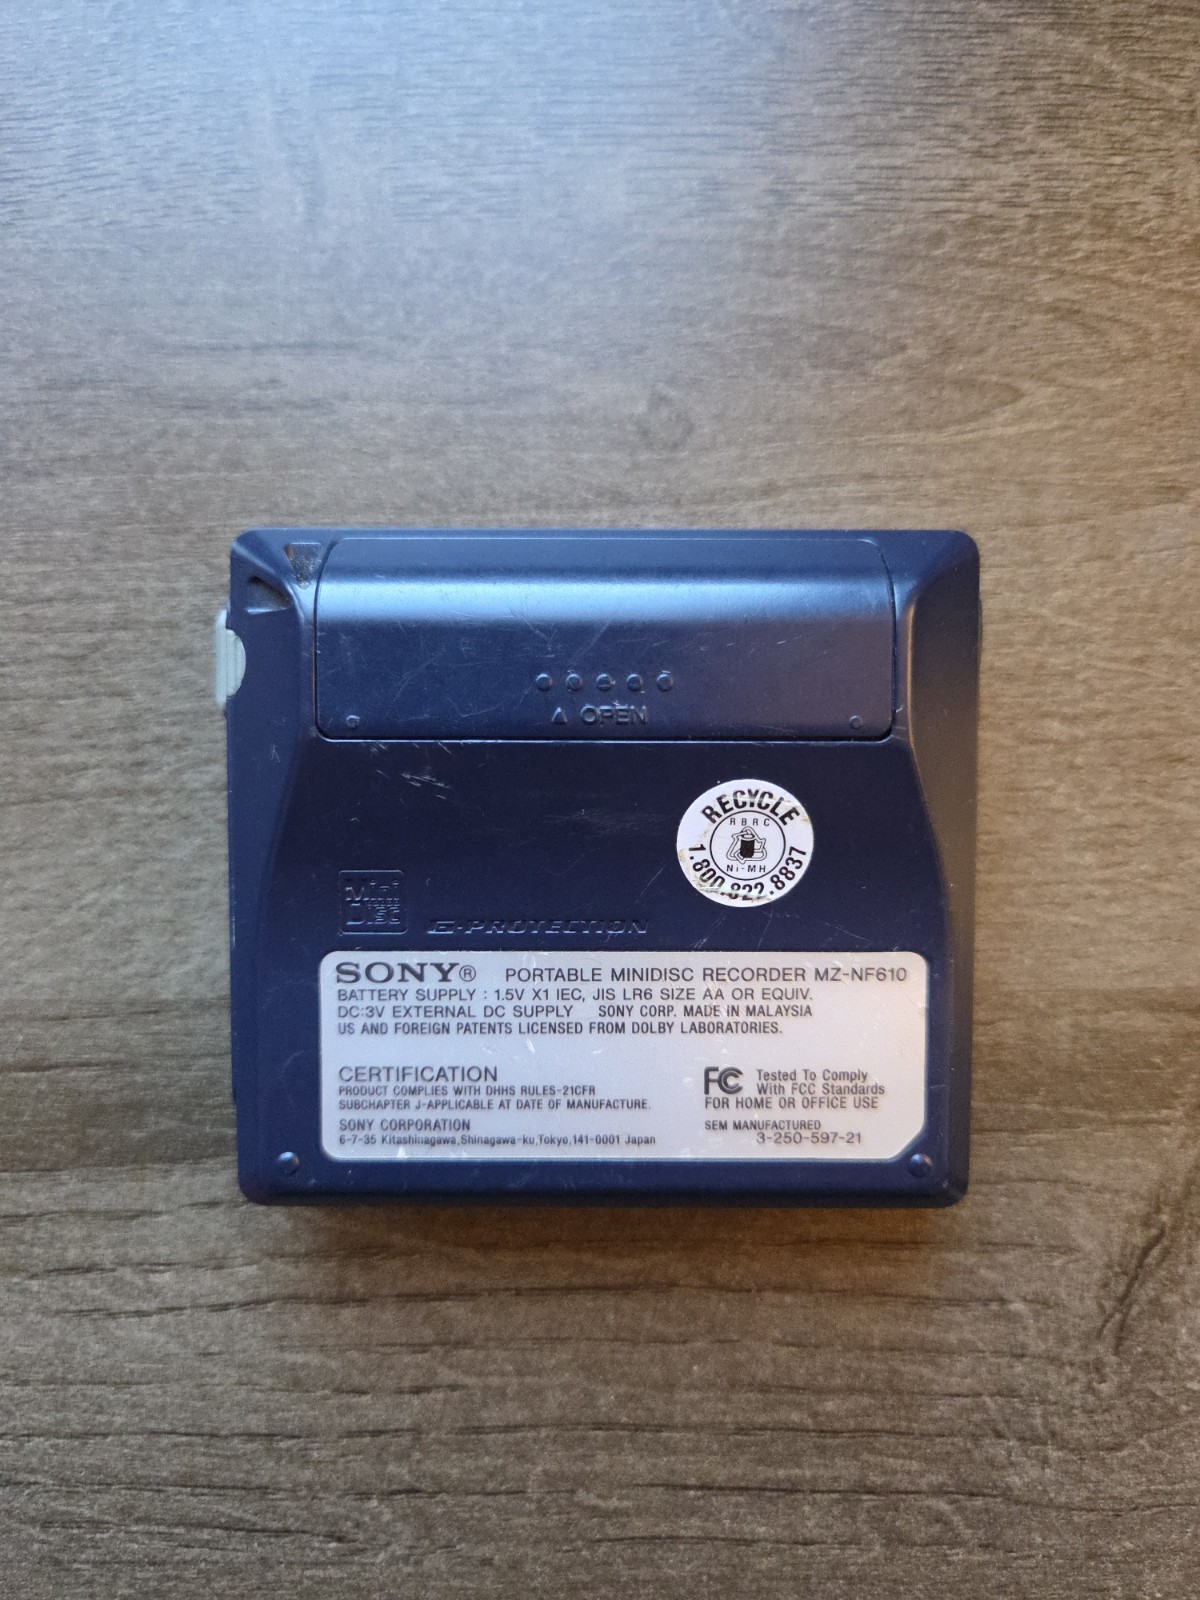 △ OPEN
RECYCLE
RBRC
Ni-MH
1.800.822.8837
Mini
Disc
G-PROTECTION
SONY® PORTABLE MINIDISC RECORDER MZ-NF610
BATTERY SUPPLY : 1.5V X1 IEC, JIS LR6 SIZE AA OR EQUIV.
DC:3V EXTERNAL DC SUPPLY SONY CORP. MADE IN MALAYSIA
US AND FOREIGN PATENTS LICENSED FROM DOLBY LABORATORIES.
CERTIFICATION
PRODUCT COMPLIES WITH DHHS RULES-21CFR
SUBCHAPTER J-APPLICABLE AT DATE OF MANUFACTURE.
SONY CORPORATION
6-7-35 Kitashinagawa,Shinagawa-ku,Tokyo,141-0001 Japan
FC Tested To Comply
With FCC Standards
FOR HOME OR OFFICE USE
SEM MANUFACTURED
3-250-597-21